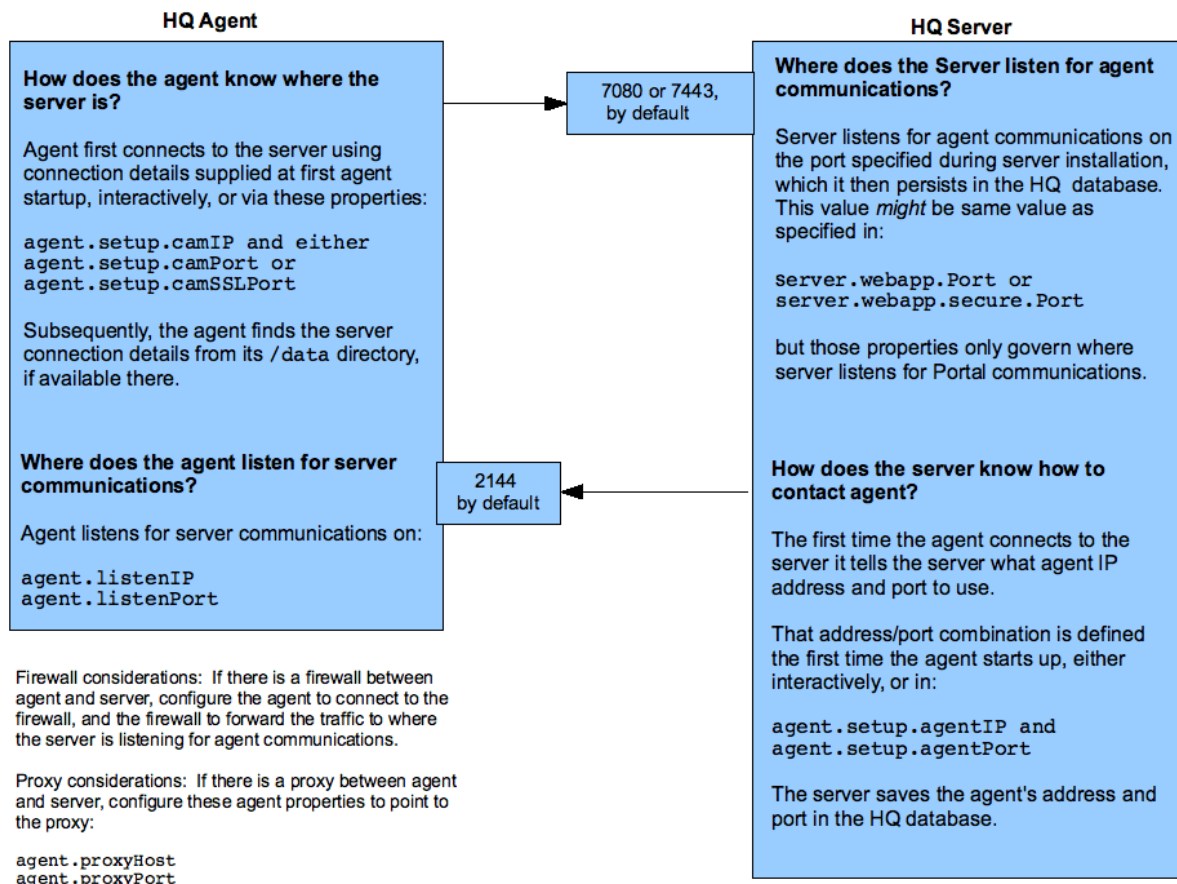 HQ Agent
How does the agent know where the
server is?
Agent first connects to the server using
connection details supplied at first agent
startup, interactively, or via these properties:
agent.setup.camIP and either
agent.setup.camPort or
agent.setup.camSSLPort
Subsequently, the agent finds the server
connection details from its /data directory,
if available there.
Where does the agent listen for server
communications?
Agent listens for server communications on:
agent.listenIP
agent.listenPort
7080 or 7443,
by default
2144
by default
HQ Server
Where does the Server listen for agent
communications?
Server listens for agent communications on
the port specified during server installation,
which it then persists in the HQ database.
This value might be same value as
specified in:
server.webapp.Port or
server.webapp.secure.Port
but those properties only govern where
server listens for Portal communications.
How does the server know how to
contact agent?
The first time the agent connects to the
server it tells the server what agent IP
address and port to use.
That address/port combination is defined
the first time the agent starts up, either
interactively, or in:
agent.setup.agentIP and
agent.setup.agentPort
The server saves the agent's address and
port in the HQ database.
Firewall considerations: If there is a firewall between
agent and server, configure the agent to connect to the
firewall, and the firewall to forward the traffic to where
the server is listening for agent communications.
Proxy considerations: If there is a proxy between agent
and server, configure these agent properties to point to
the proxy:
agent.proxyHost
agent.proxyPort